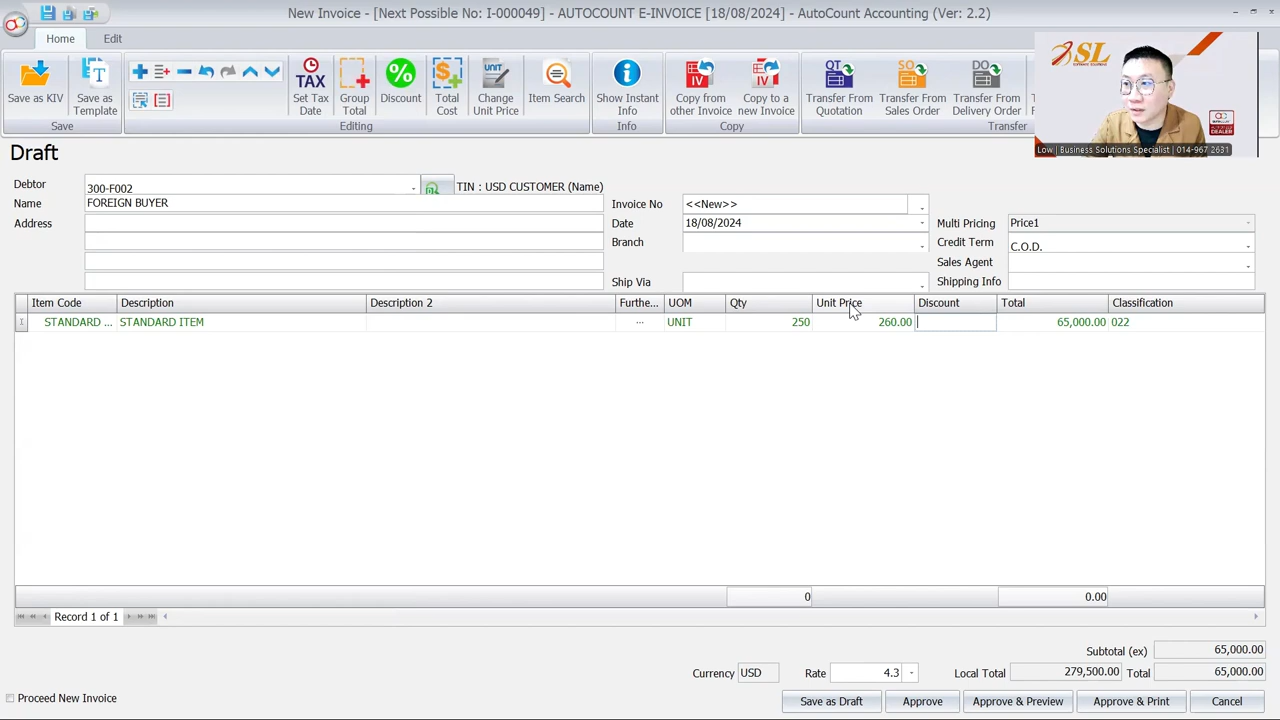 New Invoice - [Next Possible No: I-000049] - AUTOCOUNT E-INVOICE [18/08/2024] - AutoCount Accounting (Ver: 2.2)
Home Edit
Save as KIV
Save as Template
Save
Set Tax Date
Group Total
Discount
Total Cost
Change Unit Price
Item Search
Editing
Show Instant Info
Info
Copy from other Invoice
Copy to a new Invoice
Copy
Transfer From Quotation
Transfer From Sales Order
Transfer From Delivery Order
Transfer
SL
Low | Business Solutions Specialist | 014-967 2631
Draft
Debtor 300-F002 TIN : USD CUSTOMER (Name)
Name FOREIGN BUYER Invoice No <<New>>
Address Date 18/08/2024 Multi Pricing Price1
Branch Credit Term C.O.D.
Sales Agent
Ship Via Shipping Info
Item Code Description Description 2 Furthe... UOM Qty Unit Price Discount Total Classification
STANDARD ... STANDARD ITEM ... UNIT 250 260.00 65,000.00 022
0 0.00
Record 1 of 1
Subtotal (ex) 65,000.00
Currency USD Rate 4.3 Local Total 279,500.00 Total 65,000.00
Proceed New Invoice Save as Draft Approve Approve & Preview Approve & Print Cancel